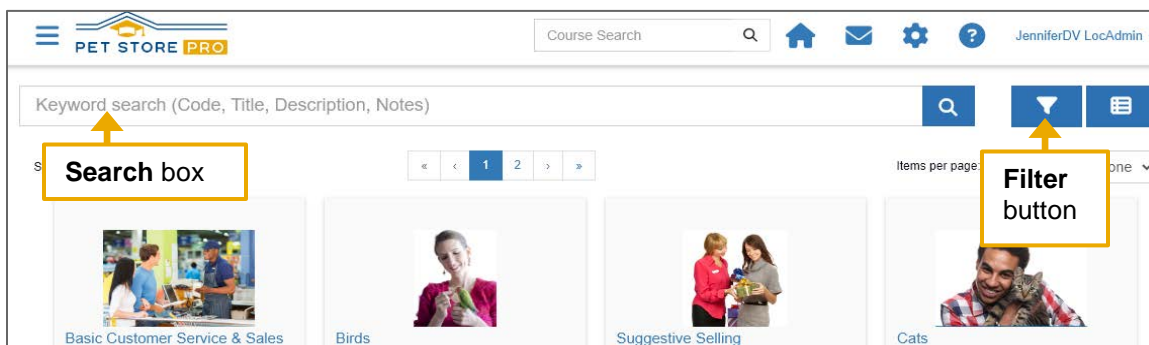 PET STORE PRO
Course Search
?
JenniferDV LocAdmin
Keyword search (Code, Title, Description, Notes)
Search box
« ‹ 1 2 › »
Items per page:
one
Filter
button
Basic Customer Service & Sales
Birds
Suggestive Selling
Cats